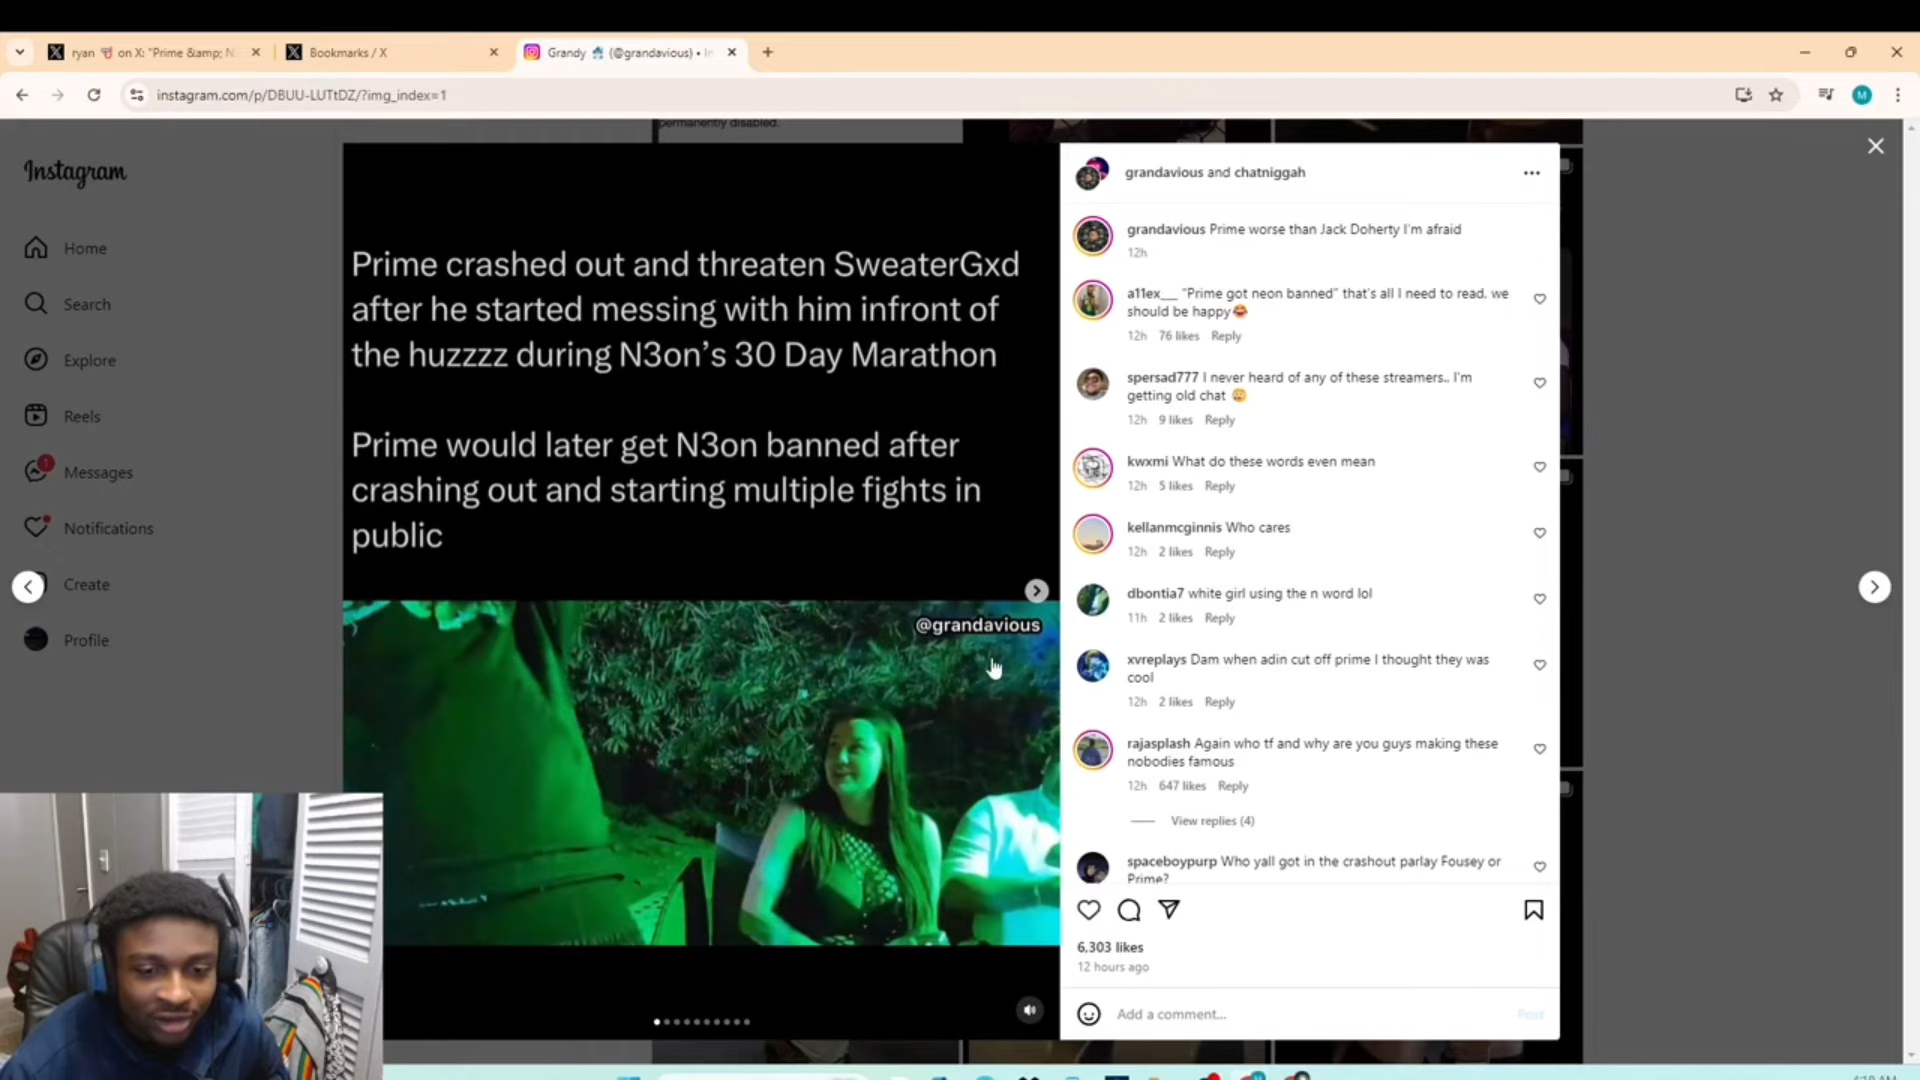 ryan on X: "Prime &amp; N
Bookmarks / X
Grandy (@grandavious) • In
instagram.com/p/DBUU-LUTtDZ/?img_index=1
permanently disabled.
Instagram
Home
Search
Explore
Reels
1
Messages
Notifications
Create
Profile
Prime crashed out and threaten SweaterGxd
after he started messing with him infront of
the huzzzz during N3on's 30 Day Marathon
Prime would later get N3on banned after
crashing out and starting multiple fights in
public
@grandavious
grandavious and chatniggah
grandavious Prime worse than Jack Doherty I'm afraid
12h
a11ex___ "Prime got neon banned" that's all I need to read, we
should be happy
12h 76 likes Reply
spersad777 I never heard of any of these streamers.. I'm
getting old chat
12h 9 likes Reply
kwxmi What do these words even mean
12h 5 likes Reply
kellanmcginnis Who cares
12h 2 likes Reply
dbontia7 white girl using the n word lol
11h 2 likes Reply
xvreplays Dam when adin cut off prime I thought they was
cool
12h 2 likes Reply
rajasplash Again who tf and why are you guys making these
nobodies famous
12h 647 likes Reply
View replies (4)
spaceboypurp Who yall got in the crashout parlay Fousey or
Prime?
6,303 likes
12 hours ago
Add a comment...
Post
M